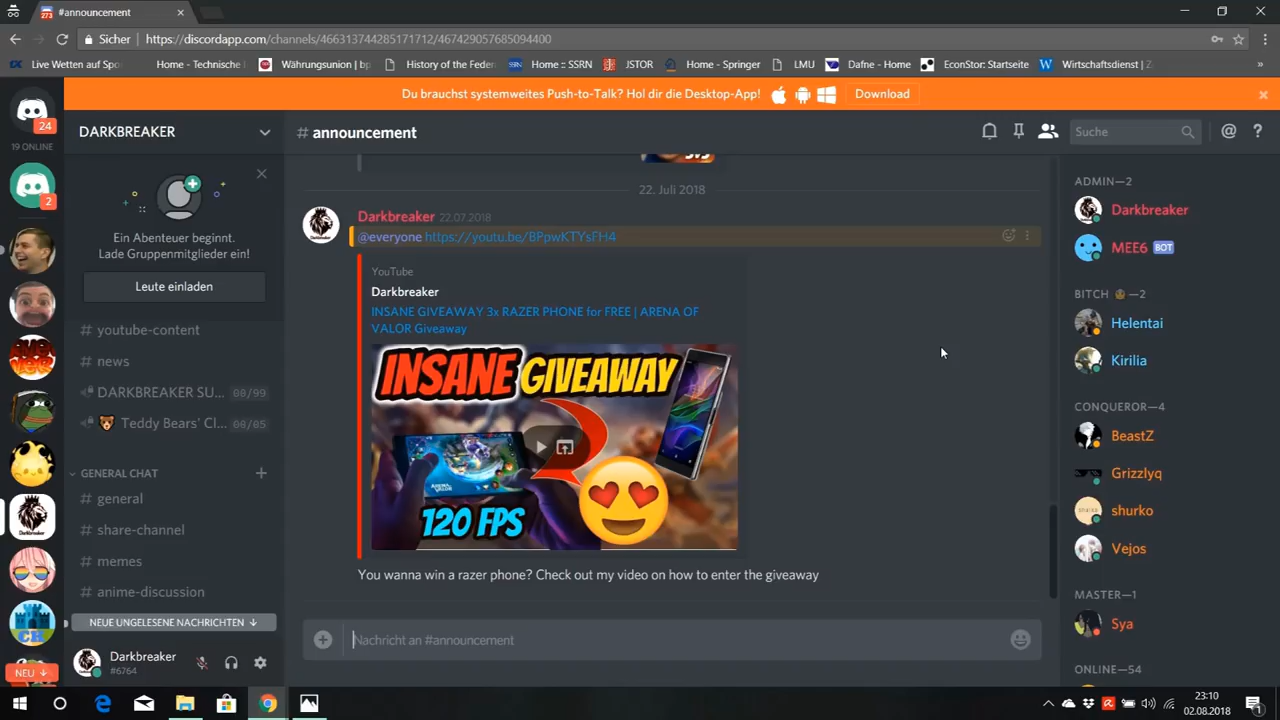 273
#announcement
Sicher
https://discordapp.com/channels/466313744285171712/467429057685094400
Live Wetten auf Spo
Home - Technische
Währungsunion | bp
History of the Feder
SBN
Home :: SSRN
JSTOR
LMU
Home - Springer
Dafne - Home
EconStor: Startseite
W
Wirtschaftsdienst | Z
»
Du brauchst systemweites Push-to-Talk? Hol dir die Desktop-App!
Download
24
19 ONLINE
2
NEU ↓
DARKBREAKER
Ein Abenteuer beginnt.
Lade Gruppenmitglieder ein!
Leute einladen
# youtube-content
# news
DARKBREAKER SU... 00/99
Teddy Bears' Cl... 00/05
GENERAL CHAT +
# general
# share-channel
# memes
# anime-discussion
NEUE UNGELESENE NACHRICHTEN ↓
Darkbreaker
#6764
# announcement
Suche
@ ?
22. Juli 2018
Darkbreaker 22.07.2018
@everyone https://youtu.be/BPpwKTYsFH4
YouTube
Darkbreaker
INSANE GIVEAWAY 3x RAZER PHONE for FREE | ARENA OF
VALOR Giveaway
INSANE GIVEAWAY
120 FPS
You wanna win a razer phone? Check out my video on how to enter the giveaway
Nachricht an #announcement
ADMIN—2
Darkbreaker
MEE6 BOT
BITCH —2
Helentai
Kirilia
CONQUEROR—4
BeastZ
Grizzlyq
shurko
Vejos
MASTER—1
Sya
ONLINE—54
23:10
02.08.2018
1